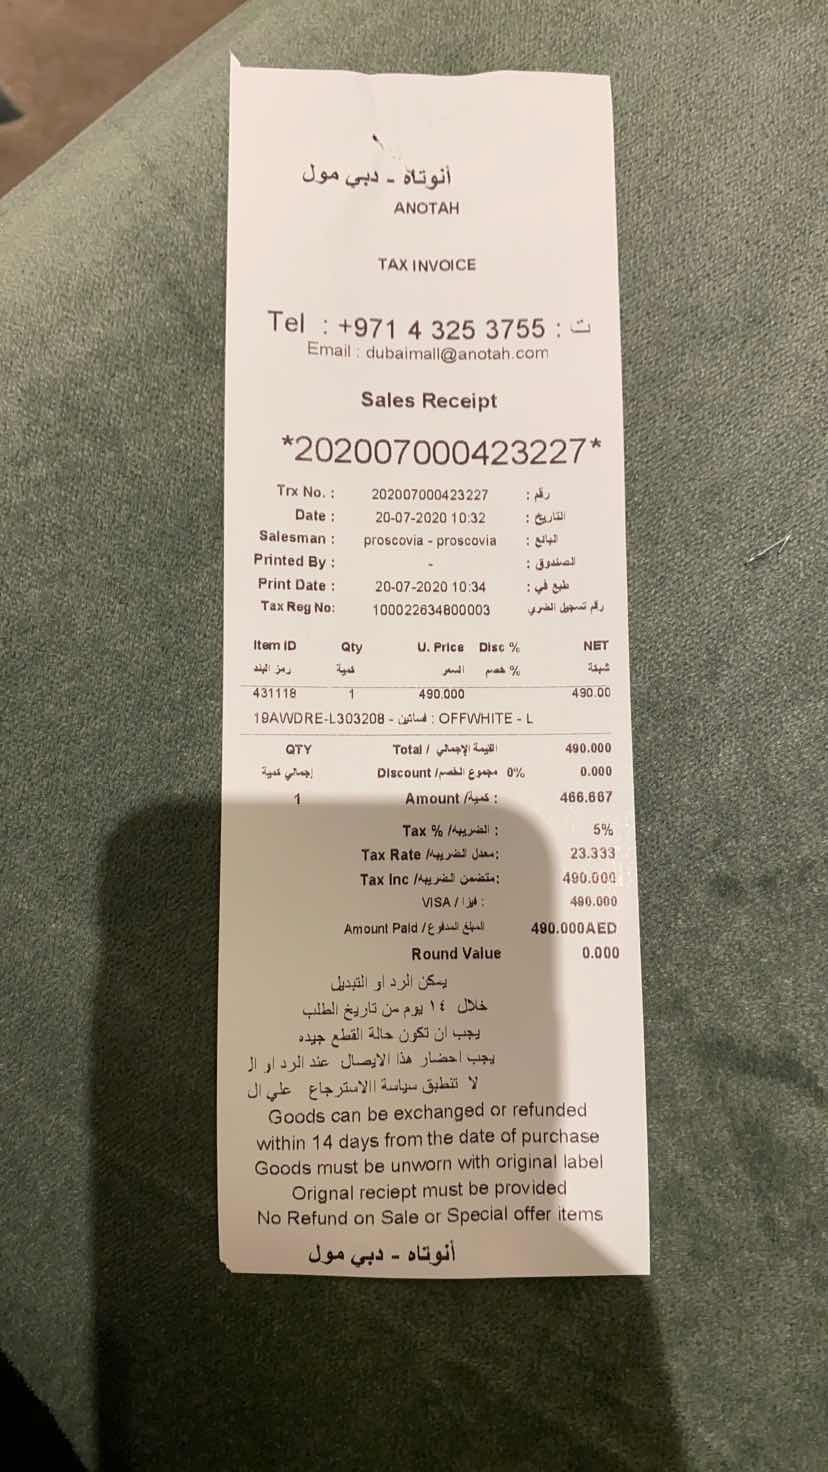 أنوتاه - دبي مول
ANOTAH
TAX INVOICE
Tel : +971 4 325 3755 : ت
Email : dubaimall@anotah.com
Sales Receipt
*202007000423227*
Trx No. : 202007000423227 رقم :
Date : 20-07-2020 10:32 التاريخ :
Salesman : proscovia - proscovia البائع :
Printed By : - الصندوق :
Print Date : 20-07-2020 10:34 طبع في :
Tax Reg No: 100022634800003 رقم تسجيل الضري
Item ID Qty U. Price Disc % NET
رمز البند كمية السعر خصم % شبكة
431118 1 490.000 490.00
19AWDRE-L303208 - فساتين : OFFWHITE - L
QTY Total / القيمة الإجمالي 490.000
إجمالي كمية Discount /مجموع الخصم 0% 0.000
1 Amount /كمية : 466.667
Tax % /الضريبه : 5%
Tax Rate /معدل الضريبه: 23.333
Tax Inc /متضمن الضريبه: 490.000
VISA / فيزا : 490.000
Amount Paid /المبلغ المدفوع 490.000AED
Round Value 0.000
يمكن الرد او التبديل
خلال ١٤ يوم من تاريخ الطلب
يجب ان تكون حالة القطع جيده
يجب احضار هذا الايصال عند الرد او ال
لا تنطبق سياسة االاسترجاع علي ال
Goods can be exchanged or refunded
within 14 days from the date of purchase
Goods must be unworn with original label
Orignal reciept must be provided
No Refund on Sale or Special offer items
أنوتاه - دبي مول